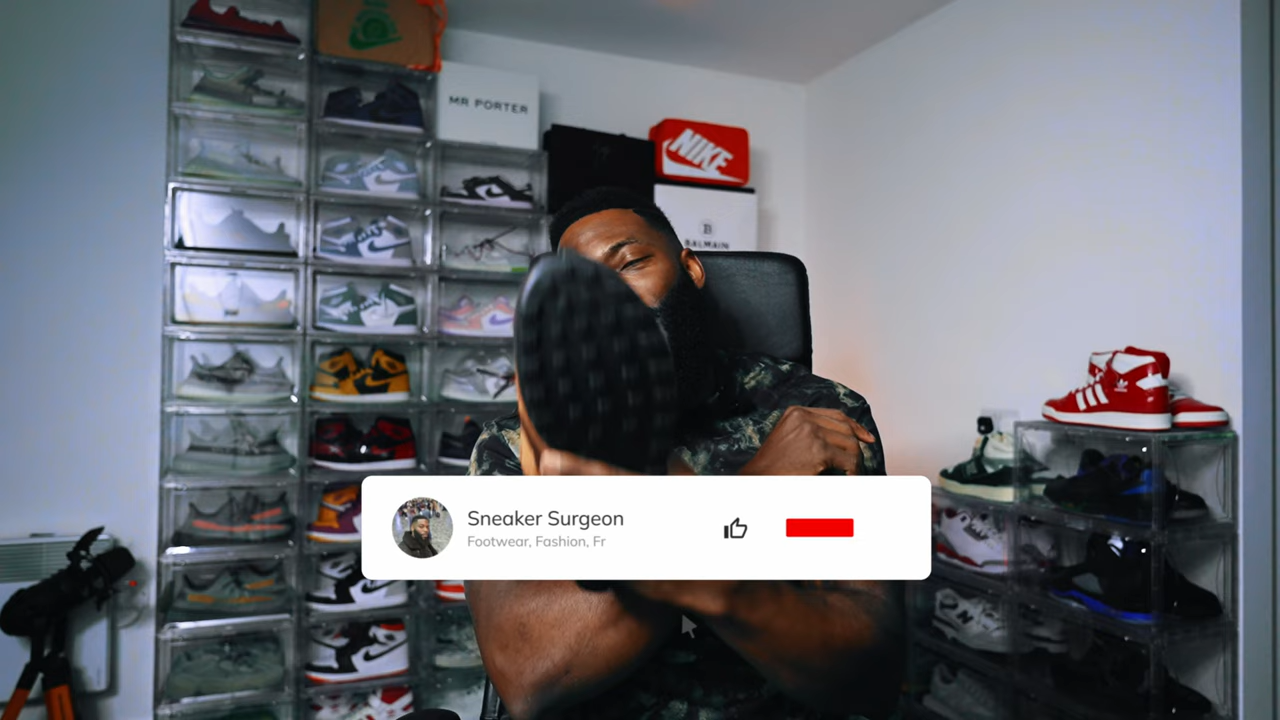 MR PORTER
NIKE
B
BALMAIN
Sneaker Surgeon
Footwear, Fashion, Fr